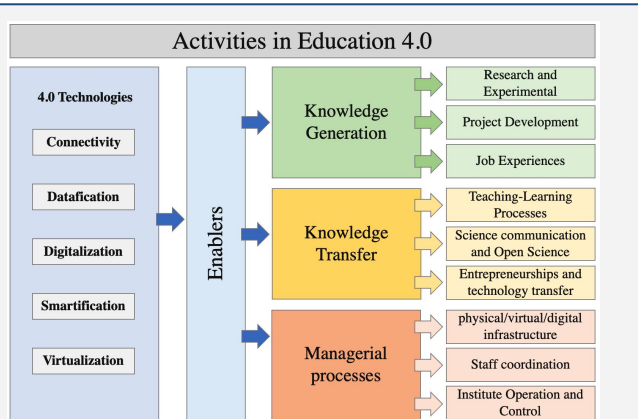 Activities in Education 4.0
4.0 Technologies
Connectivity
Datafication
Digitalization
Smartification
Virtualization
Enablers
Knowledge
Generation
Research and
Experimental
Project Development
Job Experiences
Knowledge
Transfer
Teaching-Learning
Processes
Science communication
and Open Science
Entrepreneurships and
technology transfer
Managerial
processes
physical/virtual/digital
infrastructure
Staff coordination
Institute Operation and
Control